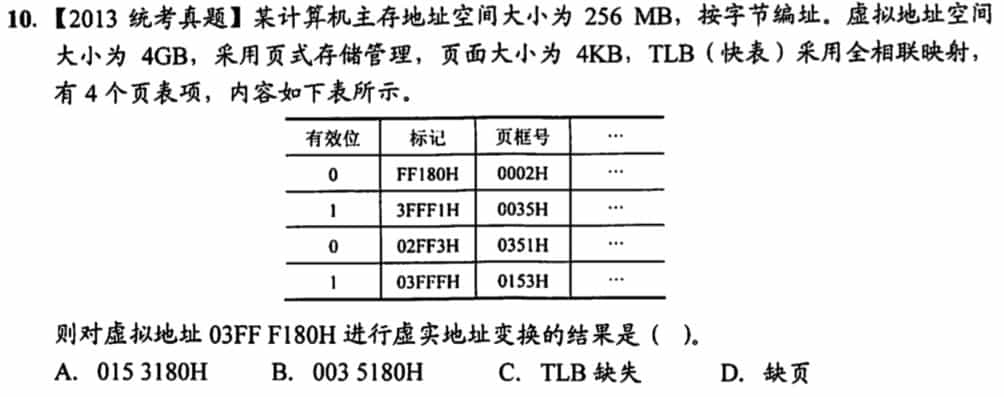 10.【2013 统考真题】某计算机主存地址空间大小为 256 MB，按字节编址。虚拟地址空间
大小为 4GB，采用页式存储管理，页面大小为 4KB，TLB（快表）采用全相联映射，
有 4 个页表项，内容如下表所示。
有效位 标记 页框号 …
0 FF180H 0002H …
1 3FFF1H 0035H …
0 02FF3H 0351H …
1 03FFFH 0153H …
则对虚拟地址 03FF F180H 进行虚实地址变换的结果是（ ）。
A. 015 3180H B. 003 5180H C. TLB 缺失 D. 缺页